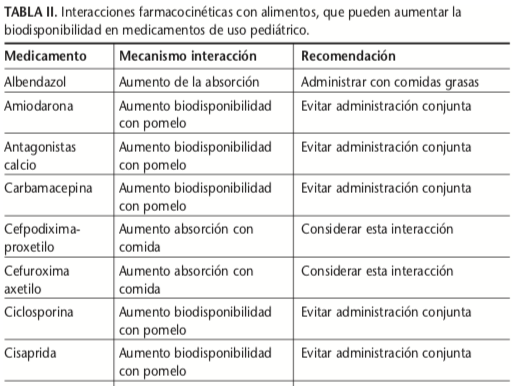 TABLA II. Interacciones farmacocinéticas con alimentos, que pueden aumentar la
biodisponibilidad en medicamentos de uso pediátrico.
Medicamento Mecanismo interacción Recomendación
Albendazol Aumento de la absorción Administrar con comidas grasas
Amiodarona Aumento biodisponibilidad Evitar administración conjunta
con pomelo
Antagonistas Aumento biodisponibilidad Evitar administración conjunta
calcio con pomelo
Carbamacepina Aumento biodisponibilidad Evitar administración conjunta
con pomelo
Cefpodixima- Aumento absorción con Considerar esta interacción
proxetilo comida
Cefuroxima Aumento absorción con Considerar esta interacción
axetilo comida
Ciclosporina Aumento biodisponibilidad Evitar administración conjunta
con pomelo
Cisaprida Aumento biodisponibilidad Evitar administración conjunta
con pomelo